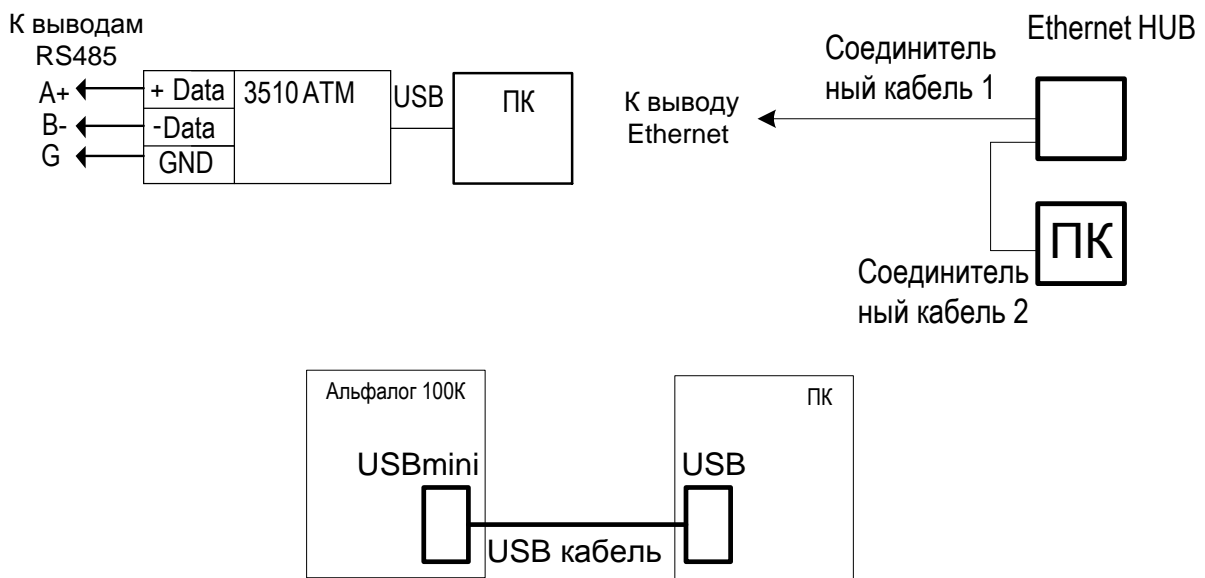 К выводам
RS485
A+
B-
G
+ Data
-Data
GND
3510 ATM
USB
ПК
К выводу
Ethernet
Соединитель
ный кабель 1
Ethernet HUB
ПК
Соединитель
ный кабель 2
Альфалог 100К
USBmini
USB кабель
ПК
USB